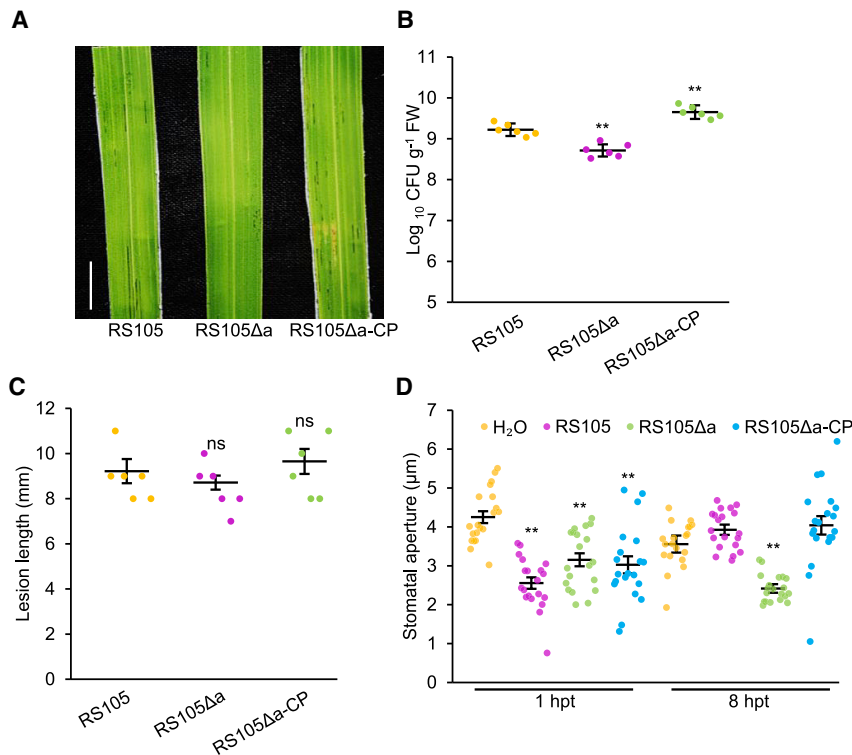 A
RS105 RS105Δa RS105Δa-CP
B
Log 10 CFU g-1 FW
11
10
9
8
7
6
5
**
**
RS105
RS105Δa
RS105Δa-CP
C
Lesion length (mm)
12
10
8
6
4
2
0
ns
ns
RS105
RS105Δa
RS105Δa-CP
D
Stomatal aperture (µm)
7
6
5
4
3
2
1
0
H₂O RS105 RS105Δa RS105Δa-CP
**
**
**
**
1 hpt 8 hpt